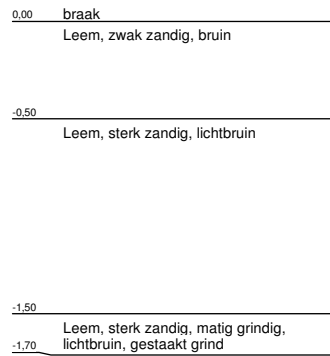 0,00 braak
Leem, zwak zandig, bruin
-0,50
Leem, sterk zandig, lichtbruin
-1,50
Leem, sterk zandig, matig grindig,
lichtbruin, gestaakt grind
-1,70